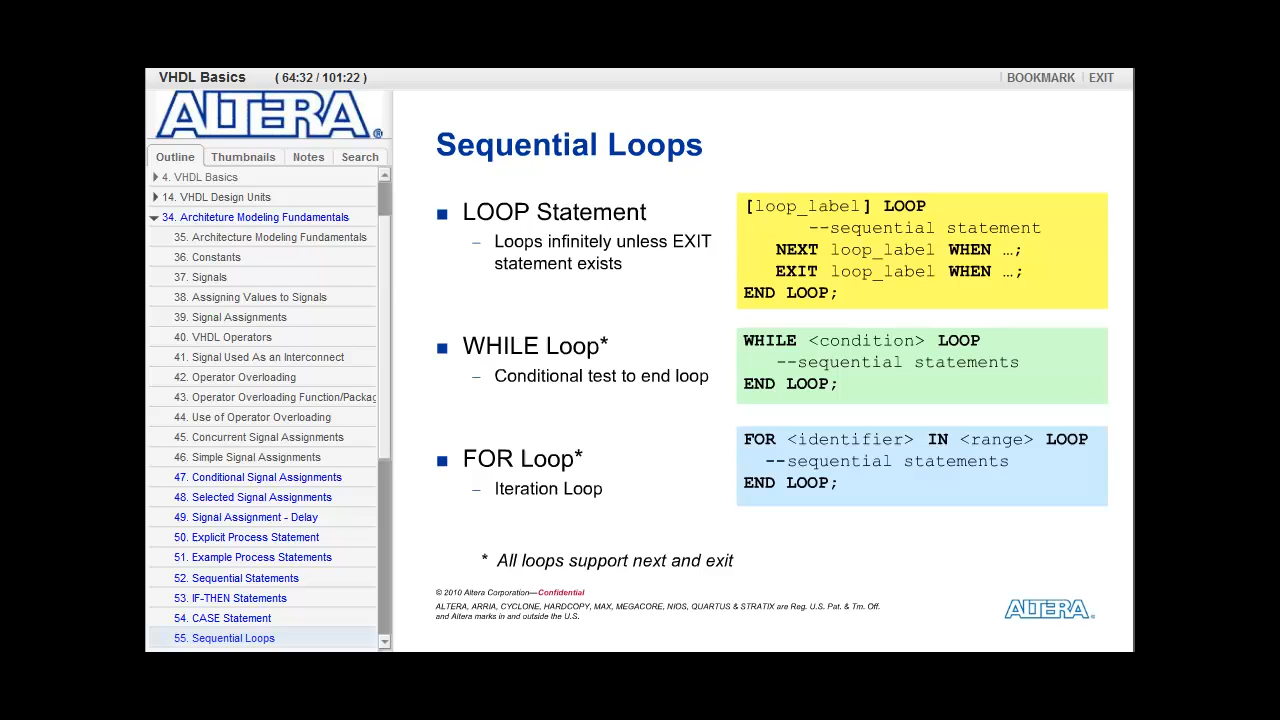 VHDL Basics ( 64:32 / 101:22 )
BOOKMARK EXIT
ALTERA®
Outline Thumbnails Notes Search
4. VHDL Basics
14. VHDL Design Units
34. Architeture Modeling Fundamentals
35. Architecture Modeling Fundamentals
36. Constants
37. Signals
38. Assigning Values to Signals
39. Signal Assignments
40. VHDL Operators
41. Signal Used As an Interconnect
42. Operator Overloading
43. Operator Overloading Function/Packag
44. Use of Operator Overloading
45. Concurrent Signal Assignments
46. Simple Signal Assignments
47. Conditional Signal Assignments
48. Selected Signal Assignments
49. Signal Assignment - Delay
50. Explicit Process Statement
51. Example Process Statements
52. Sequential Statements
53. IF-THEN Statements
54. CASE Statement
55. Sequential Loops
Sequential Loops
■ LOOP Statement
– Loops infinitely unless EXIT
statement exists
[loop_label] LOOP
--sequential statement
NEXT loop_label WHEN …;
EXIT loop_label WHEN …;
END LOOP;
■ WHILE Loop*
– Conditional test to end loop
WHILE <condition> LOOP
--sequential statements
END LOOP;
■ FOR Loop*
– Iteration Loop
FOR <identifier> IN <range> LOOP
--sequential statements
END LOOP;
* All loops support next and exit
© 2010 Altera Corporation—Confidential
ALTERA, ARRIA, CYCLONE, HARDCOPY, MAX, MEGACORE, NIOS, QUARTUS & STRATIX are Reg. U.S. Pat. & Tm. Off.
and Altera marks in and outside the U.S.
ALTERA®